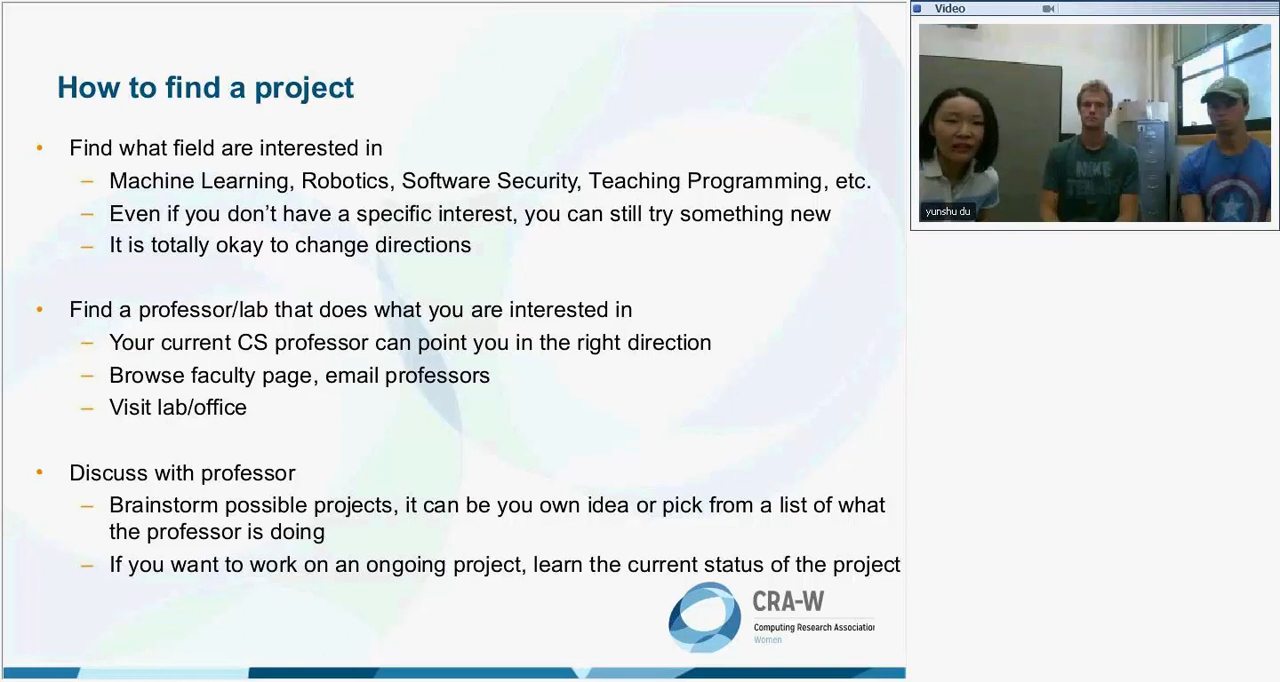 How to find a project
• Find what field are interested in
– Machine Learning, Robotics, Software Security, Teaching Programming, etc.
– Even if you don’t have a specific interest, you can still try something new
– It is totally okay to change directions
• Find a professor/lab that does what you are interested in
– Your current CS professor can point you in the right direction
– Browse faculty page, email professors
– Visit lab/office
• Discuss with professor
– Brainstorm possible projects, it can be you own idea or pick from a list of what
the professor is doing
– If you want to work on an ongoing project, learn the current status of the project
CRA-W
Computing Research Association
Women
Video
yunshu du